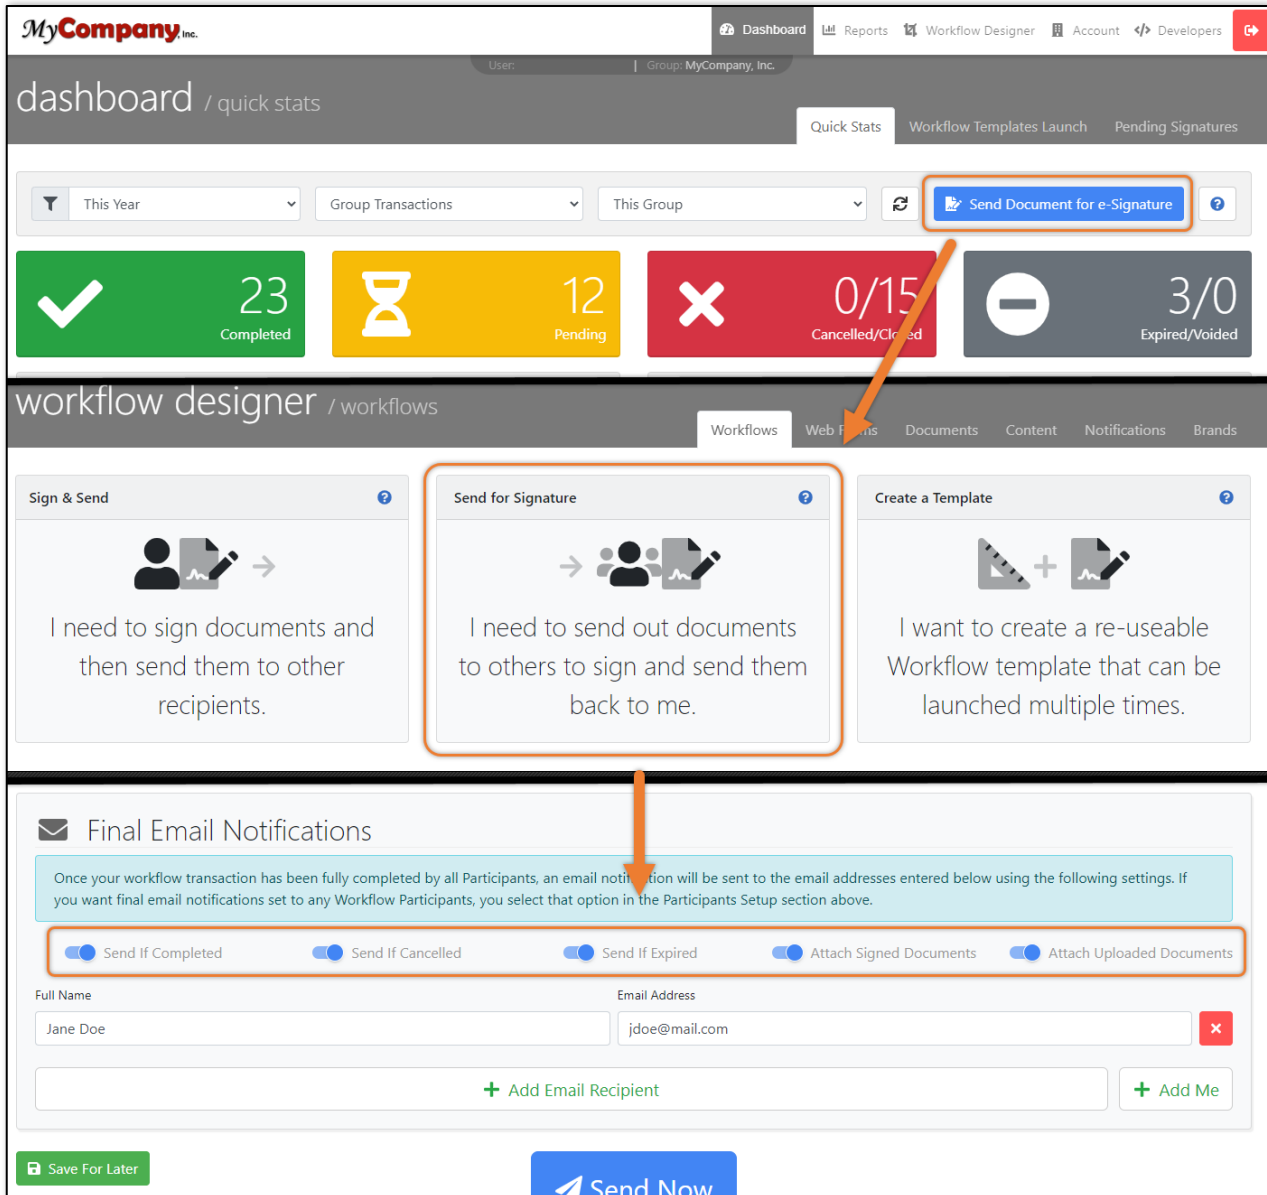 MyCompany, Inc.
Dashboard Reports Workflow Designer Account Developers
User: | Group: MyCompany, Inc.
dashboard / quick stats
Quick Stats Workflow Templates Launch Pending Signatures
This Year Group Transactions This Group Send Document for e-Signature
23 12 0/15 3/0
Completed Pending Cancelled/Closed Expired/Voided
workflow designer / workflows
Workflows Web Forms Documents Content Notifications Brands
Sign & Send Send for Signature Create a Template
I need to sign documents and
then send them to other
recipients.
I need to send out documents
to others to sign and send them
back to me.
I want to create a re-useable
Workflow template that can be
launched multiple times.
Final Email Notifications
Once your workflow transaction has been fully completed by all Participants, an email notification will be sent to the email addresses entered below using the following settings. If
you want final email notifications set to any Workflow Participants, you select that option in the Participants Setup section above.
Send If Completed Send If Cancelled Send If Expired Attach Signed Documents Attach Uploaded Documents
Full Name Email Address
Jane Doe jdoe@mail.com
+ Add Email Recipient + Add Me
Save For Later
Send Now